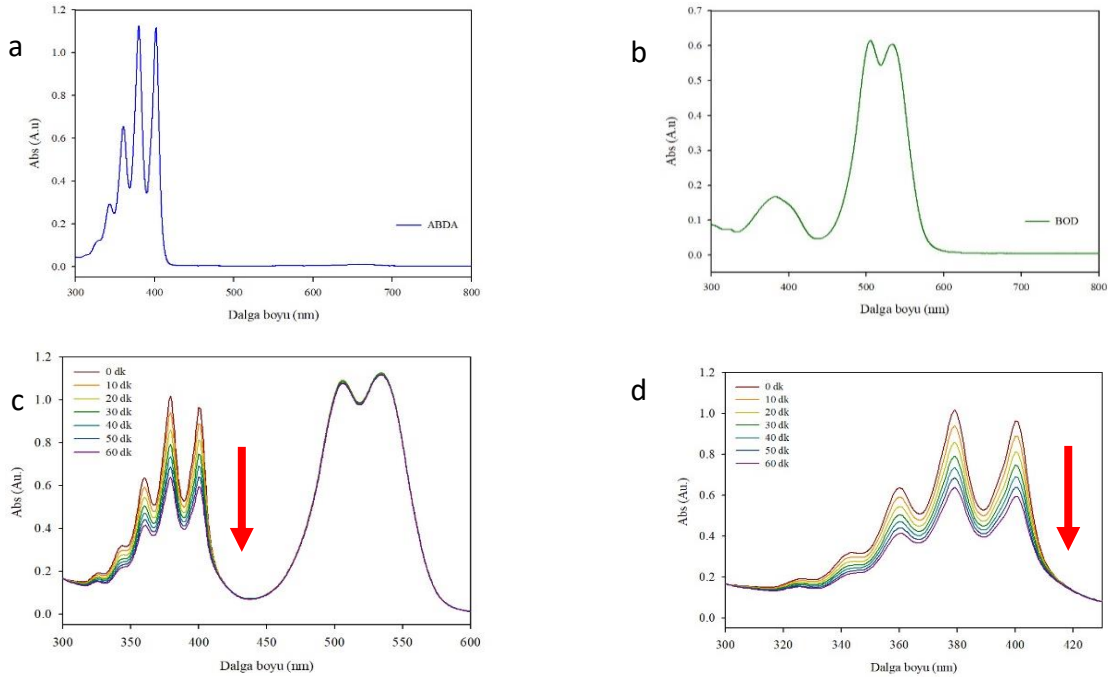 a
1.2
1.0
0.8
0.6
0.4
0.2
0.0
Abs (A.u)
ABDA
300
400
500
600
700
800
Dalga boyu (nm)
b
0.7
0.6
0.5
0.4
0.3
0.2
0.1
0.0
Abs (A.u)
BOD
300
400
500
600
700
800
Dalga boyu (nm)
c
1.2
1.0
0.8
0.6
0.4
0.2
0.0
Abs (Au.)
0 dk
10 dk
20 dk
30 dk
40 dk
50 dk
60 dk
300
350
400
450
500
550
600
Dalga boyu (nm)
d
1.2
1.0
0.8
0.6
0.4
0.2
0.0
Abs (Au.)
0 dk
10 dk
20 dk
30 dk
40 dk
50 dk
60 dk
300
320
340
360
380
400
420
Dalga boyu (nm)